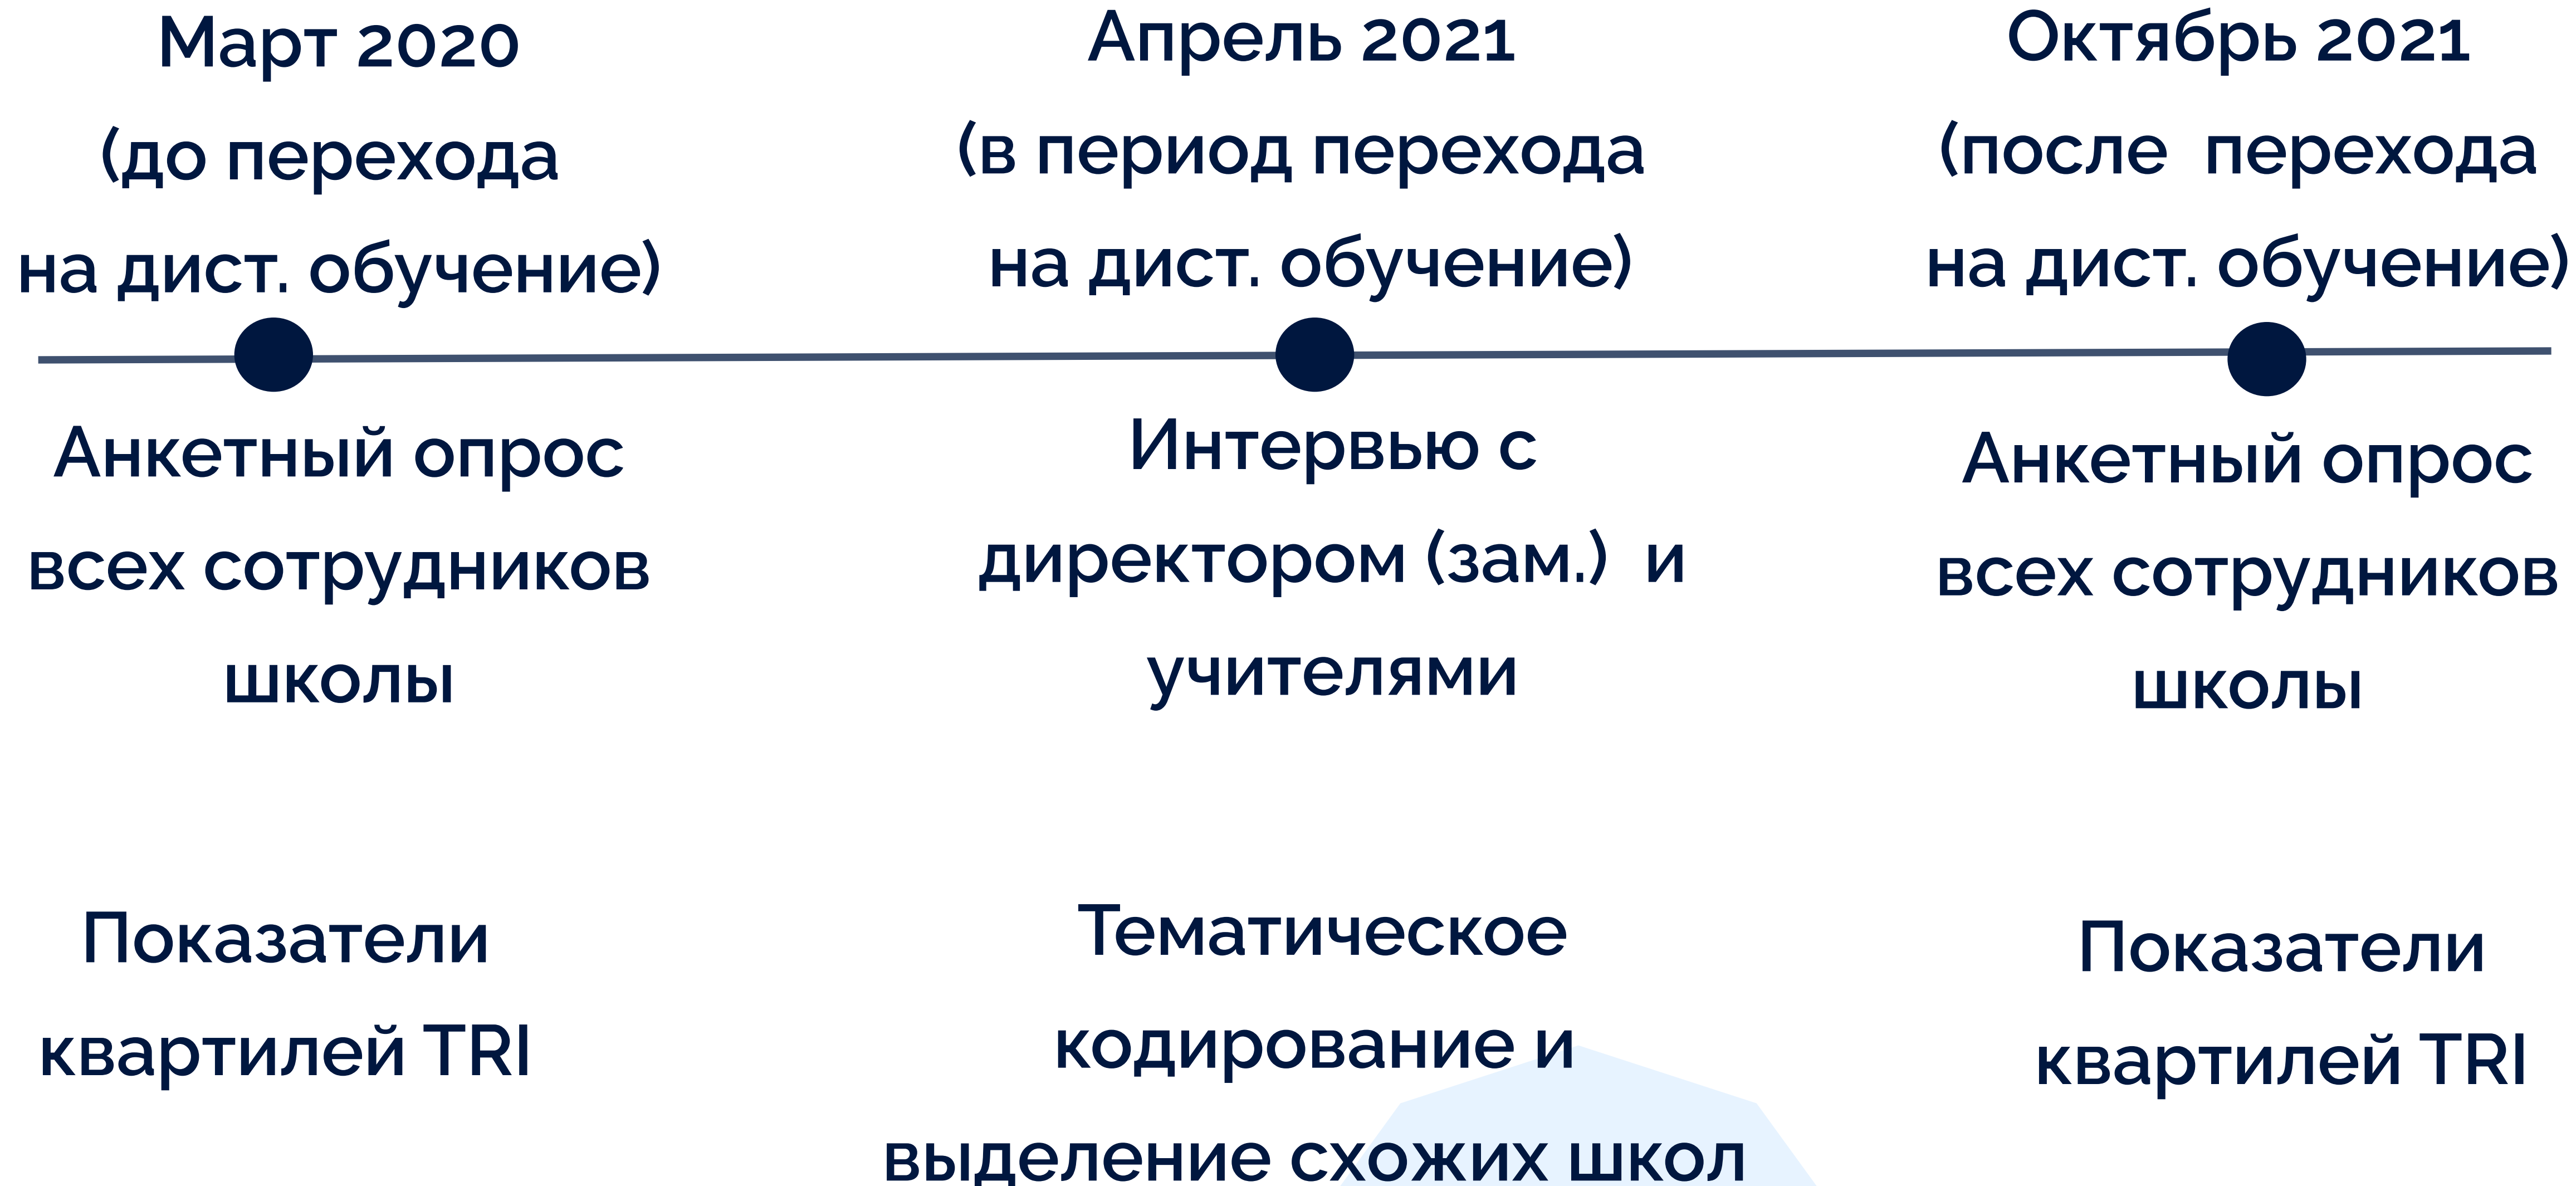 Март 2020
(до перехода
на дист. обучение)
Апрель 2021
(в период перехода
на дист. обучение)
Октябрь 2021
(после перехода
на дист. обучение)
Анкетный опрос
всех сотрудников
школы
Интервью с
директором (зам.) и
учителями
Анкетный опрос
всех сотрудников
школы
Показатели
квартилей TRI
Тематическое
кодирование и
выделение схожих школ
Показатели
квартилей TRI